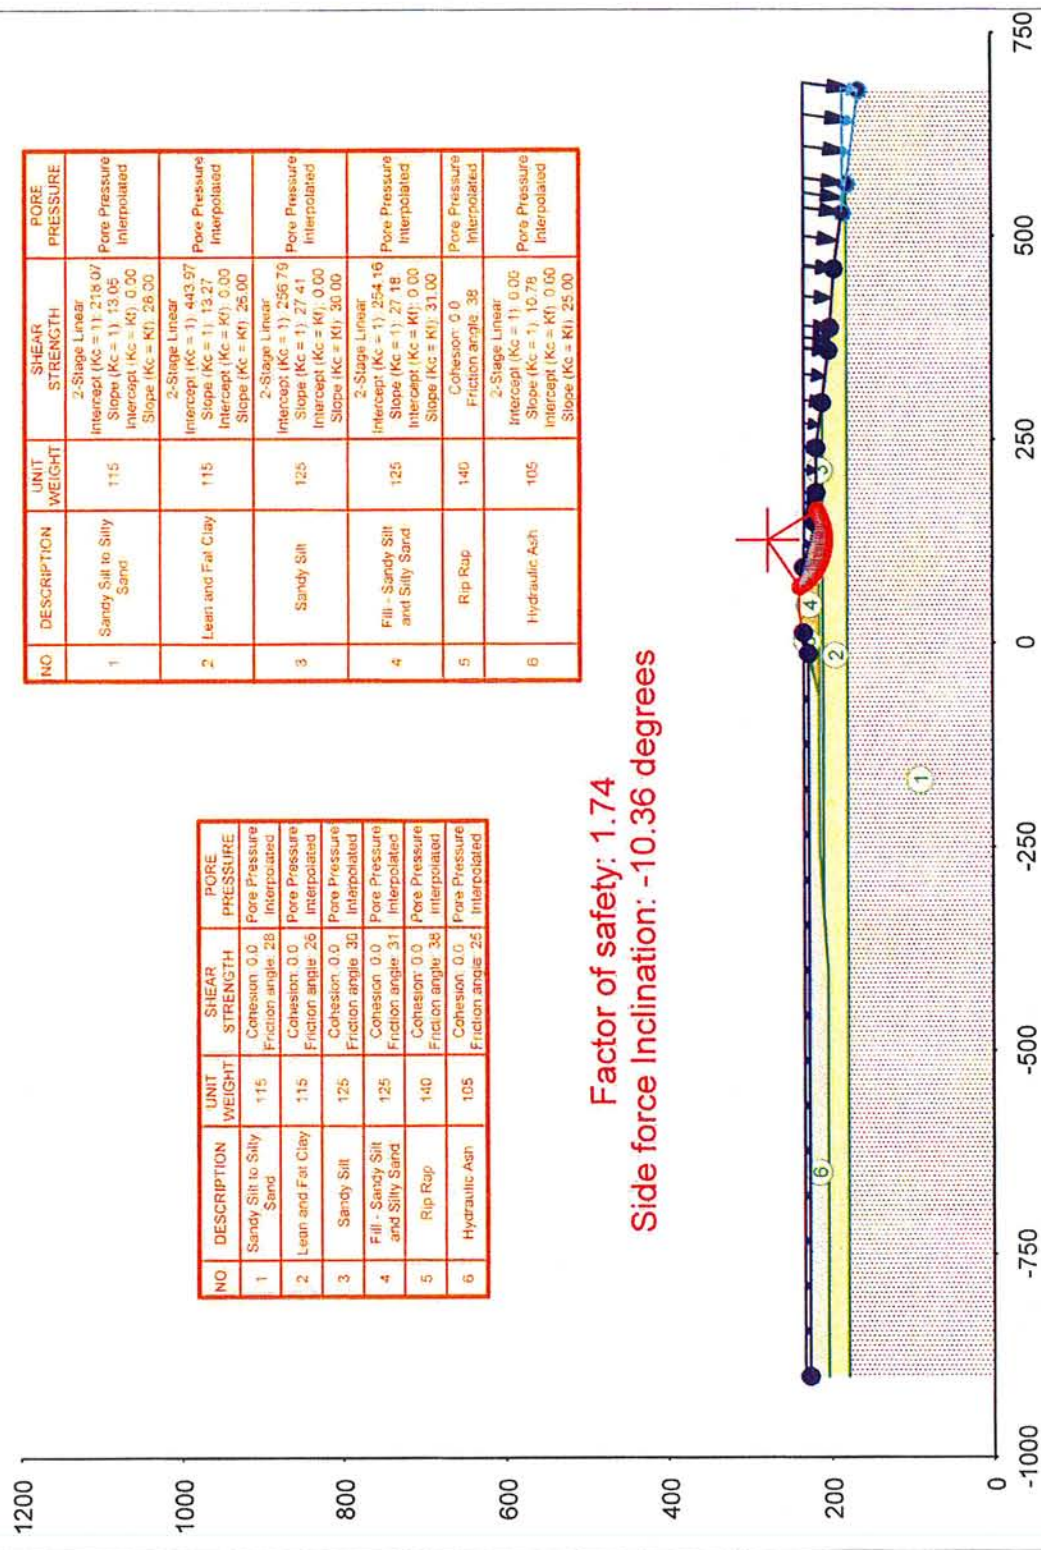 NO DESCRIPTION UNIT WEIGHT SHEAR STRENGTH PORE PRESSURE
1 Sandy Silt to Silty Sand 115 Cohesion: 0.0 Friction angle: 28 Pore Pressure Interpolated
2 Lean and Fat Clay 115 Cohesion: 0.0 Friction angle: 26 Pore Pressure Interpolated
3 Sandy Silt 125 Cohesion: 0.0 Friction angle: 30 Pore Pressure Interpolated
4 Fill - Sandy Silt and Silty Sand 125 Cohesion: 0.0 Friction angle: 31 Pore Pressure Interpolated
5 Rip Rap 140 Cohesion: 0.0 Friction angle: 38 Pore Pressure Interpolated
6 Hydraulic Ash 105 Cohesion: 0.0 Friction angle: 25 Pore Pressure Interpolated
NO DESCRIPTION UNIT WEIGHT SHEAR STRENGTH PORE PRESSURE
1 Sandy Silt to Silty Sand 115 2-Stage Linear Pore Pressure Interpolated
Intercept (Kc = 1): 218.07
Slope (Kc = 1): 13.05
Intercept (Kc = Kf): 0.00
Slope (Kc = Kf): 28.00
2 Lean and Fat Clay 115 2-Stage Linear Pore Pressure Interpolated
Intercept (Kc = 1): 443.97
Slope (Kc = 1): 13.27
Intercept (Kc = Kf): 0.00
Slope (Kc = Kf): 26.00
3 Sandy Silt 125 2-Stage Linear Pore Pressure Interpolated
Intercept (Kc = 1): 256.79
Slope (Kc = 1): 27.41
Intercept (Kc = Kf): 0.00
Slope (Kc = Kf): 30.00
4 Fill - Sandy Silt and Silty Sand 125 2-Stage Linear Pore Pressure Interpolated
Intercept (Kc = 1): 254.16
Slope (Kc = 1): 27.18
Intercept (Kc = Kf): 0.00
Slope (Kc = Kf): 31.00
5 Rip Rap 140 Cohesion: 0.0 Friction angle: 38 Pore Pressure Interpolated
6 Hydraulic Ash 105 2-Stage Linear Pore Pressure Interpolated
Intercept (Kc = 1): 0.00
Slope (Kc = 1): 10.78
Intercept (Kc = Kf): 0.00
Slope (Kc = Kf): 25.00
Factor of safety: 1.74
Side force Inclination: -10.36 degrees
1200
1000
800
600
400
200
0
6
1
2
4
3
-1000 -750 -500 -250 0 250 500 750